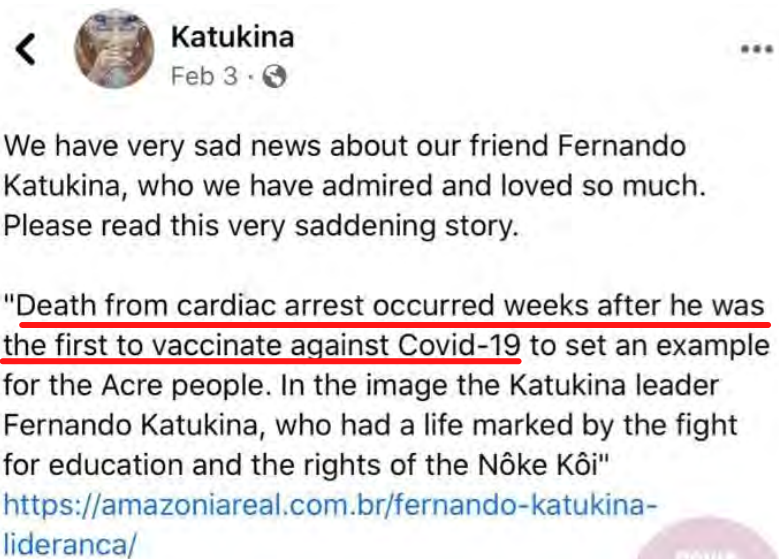 Katukina
Feb 3 ·
We have very sad news about our friend Fernando
Katukina, who we have admired and loved so much.
Please read this very saddening story.
"Death from cardiac arrest occurred weeks after he was
the first to vaccinate against Covid-19 to set an example
for the Acre people. In the image the Katukina leader
Fernando Katukina, who had a life marked by the fight
for education and the rights of the Nôke Kôi"
https://amazoniareal.com.br/fernando-katukina-
lideranca/